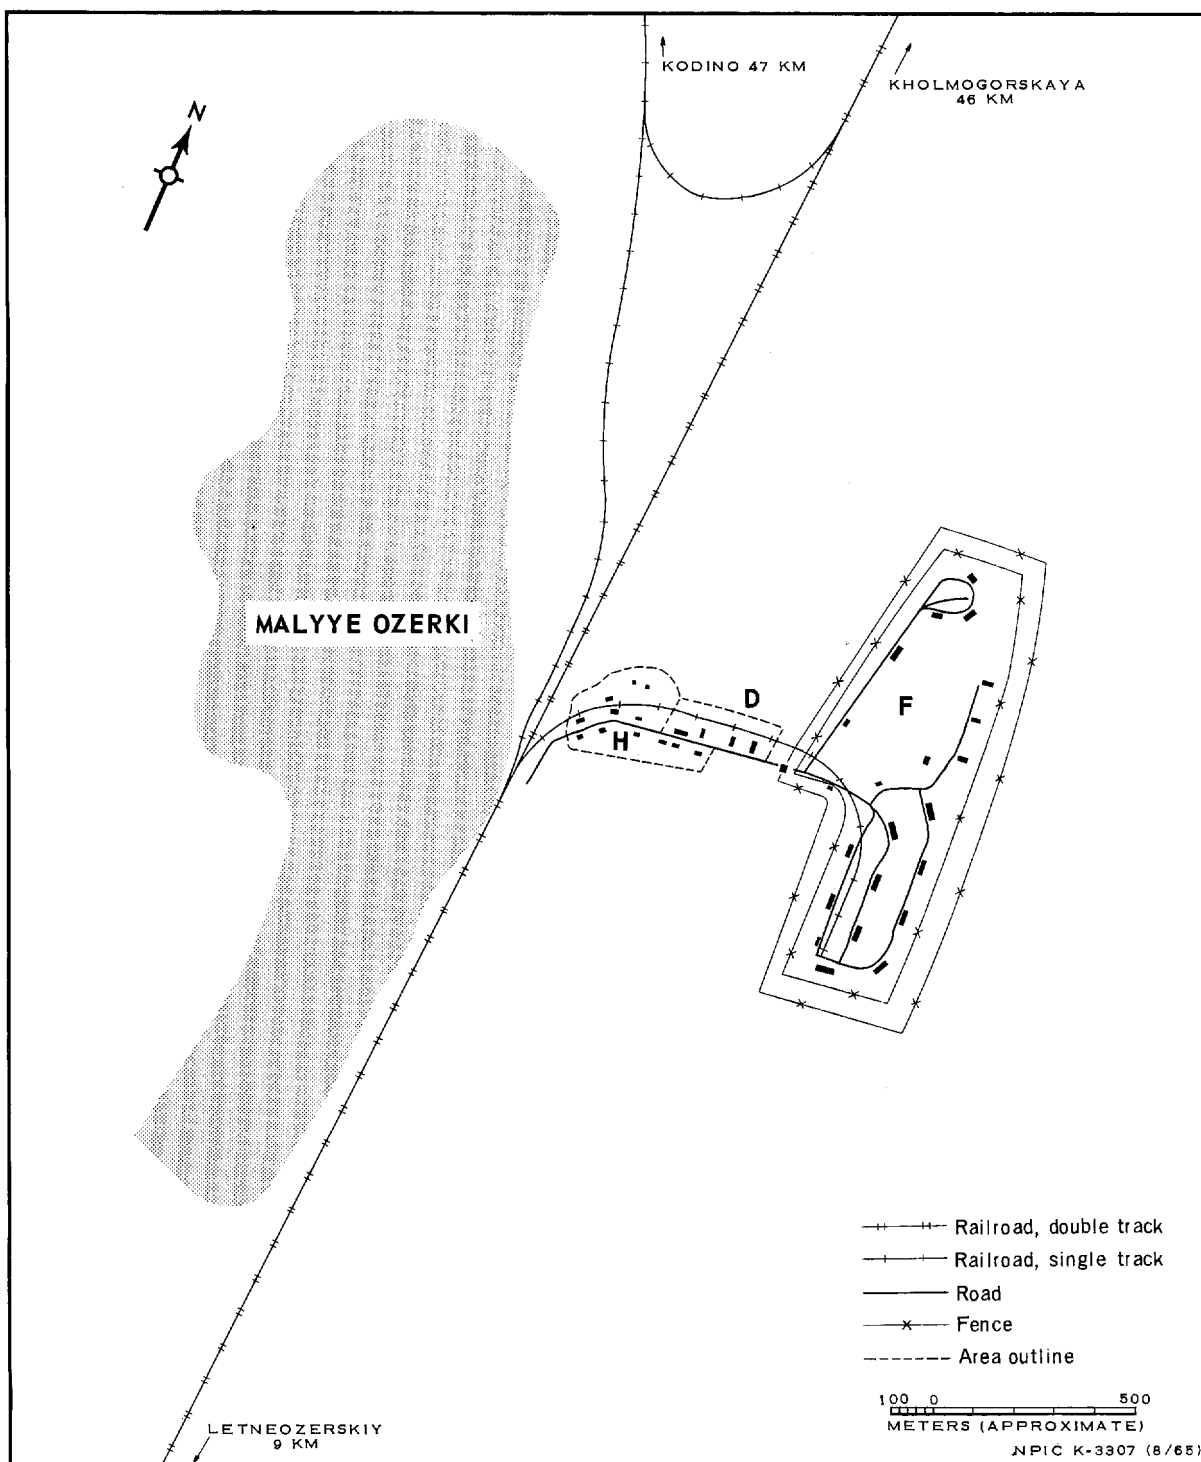 KODINO 47 KM
KHOLMOGORSKAYA
46 KM
N
MALYYE OZERKI
D
F
H
Railroad, double track
Railroad, single track
Road
Fence
Area outline
100 0 500
METERS (APPROXIMATE)
LETNEOZERSKIY
9 KM
NPIC K-3307 (8/65)